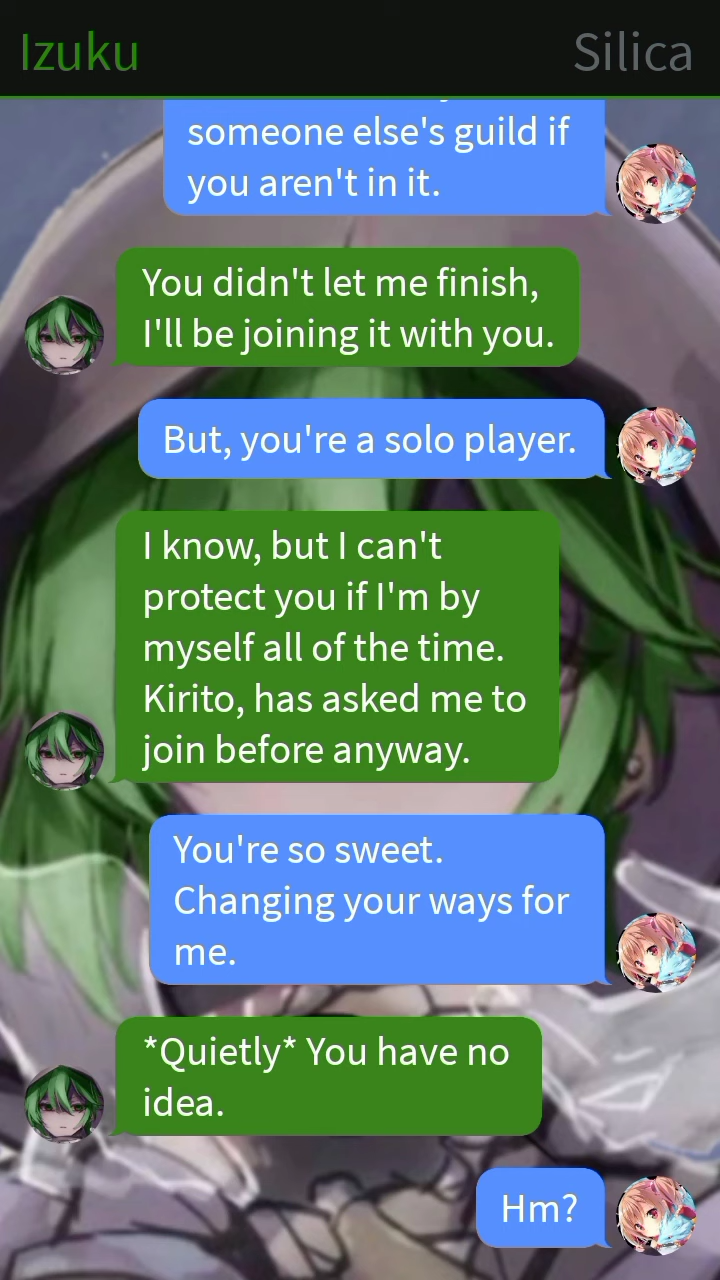 Izuku
Silica
someone else's guild if
you aren't in it.
You didn't let me finish,
I'll be joining it with you.
But, you're a solo player.
I know, but I can't
protect you if I'm by
myself all of the time.
Kirito, has asked me to
join before anyway.
You're so sweet.
Changing your ways for
me.
*Quietly* You have no
idea.
Hm?